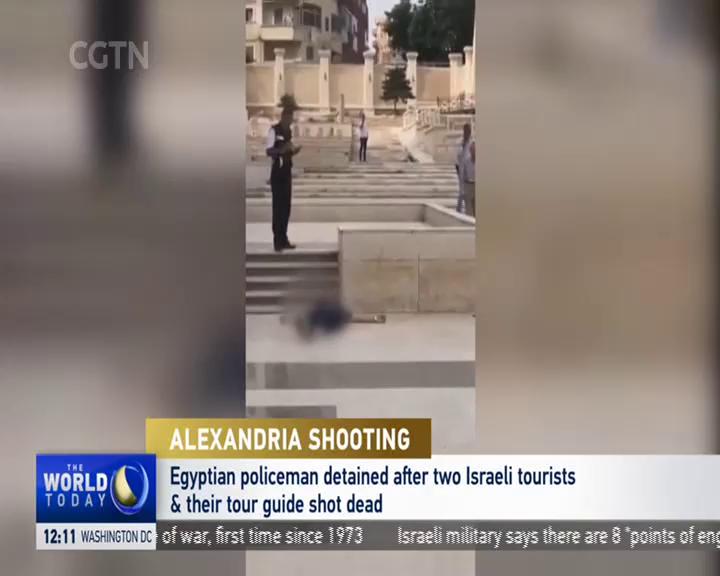 CGTN
ALEXANDRIA SHOOTING
THE
WORLD
TODAY
Egyptian policeman detained after two Israeli tourists
& their tour guide shot dead
12:11 WASHINGTON DC
of war, first time since 1973 Israeli military says there are 8 "points of eng